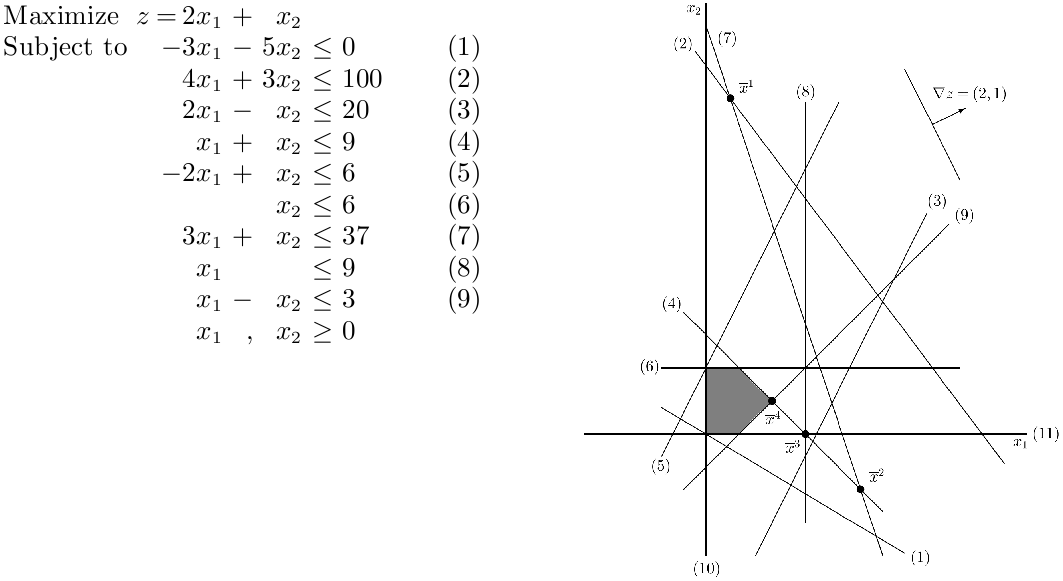 Maximize z = 2x₁ + x₂
Subject to −3x₁ − 5x₂ ≤ 0 (1)
4x₁ + 3x₂ ≤ 100 (2)
2x₁ − x₂ ≤ 20 (3)
x₁ + x₂ ≤ 9 (4)
−2x₁ + x₂ ≤ 6 (5)
x₂ ≤ 6 (6)
3x₁ + x₂ ≤ 37 (7)
x₁ ≤ 9 (8)
x₁ − x₂ ≤ 3 (9)
x₁ , x₂ ≥ 0
x₂
(7)
(2)
x̄¹
(8)
∇z = (2, 1)
(3)
(9)
(4)
(6)
x̄⁴
x̄³
x₁ (11)
(5)
x̄²
(1)
(10)